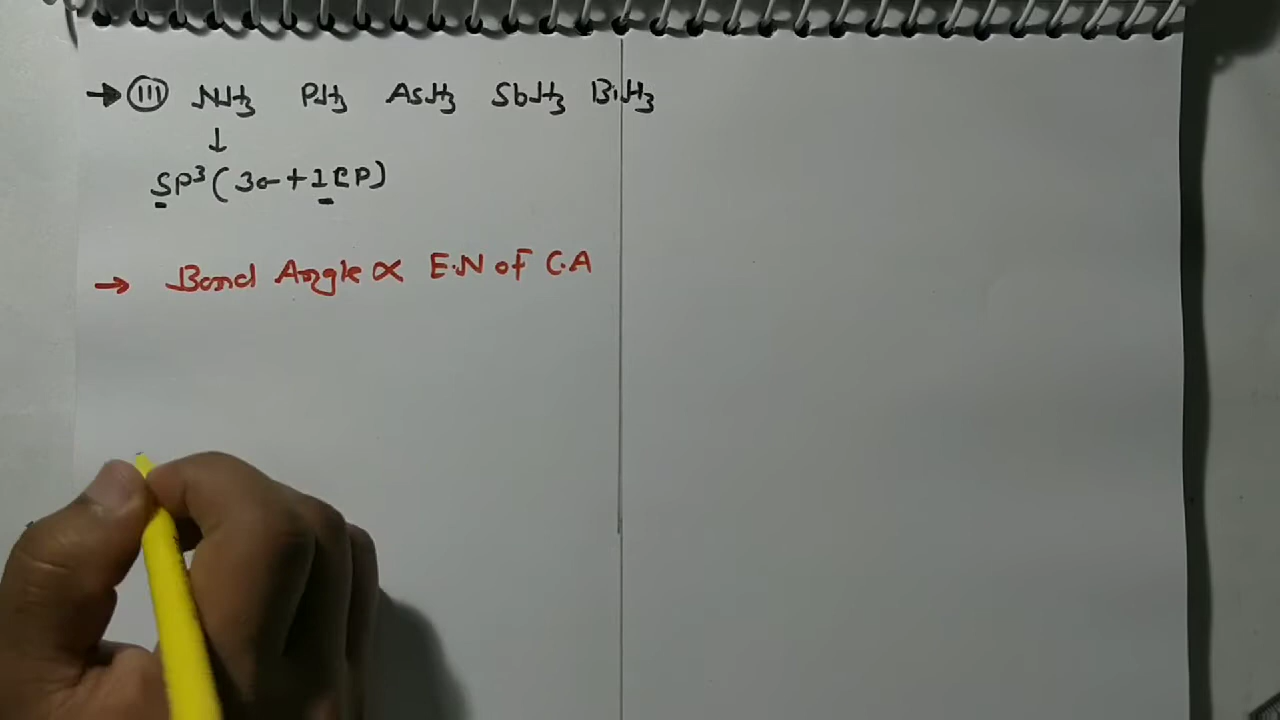 → III NH3 PH3 AsH3 SbH3 BiH3
↓
SP³ (3σ+1LP)
→ Bond Angle ∝ E.N of C.A